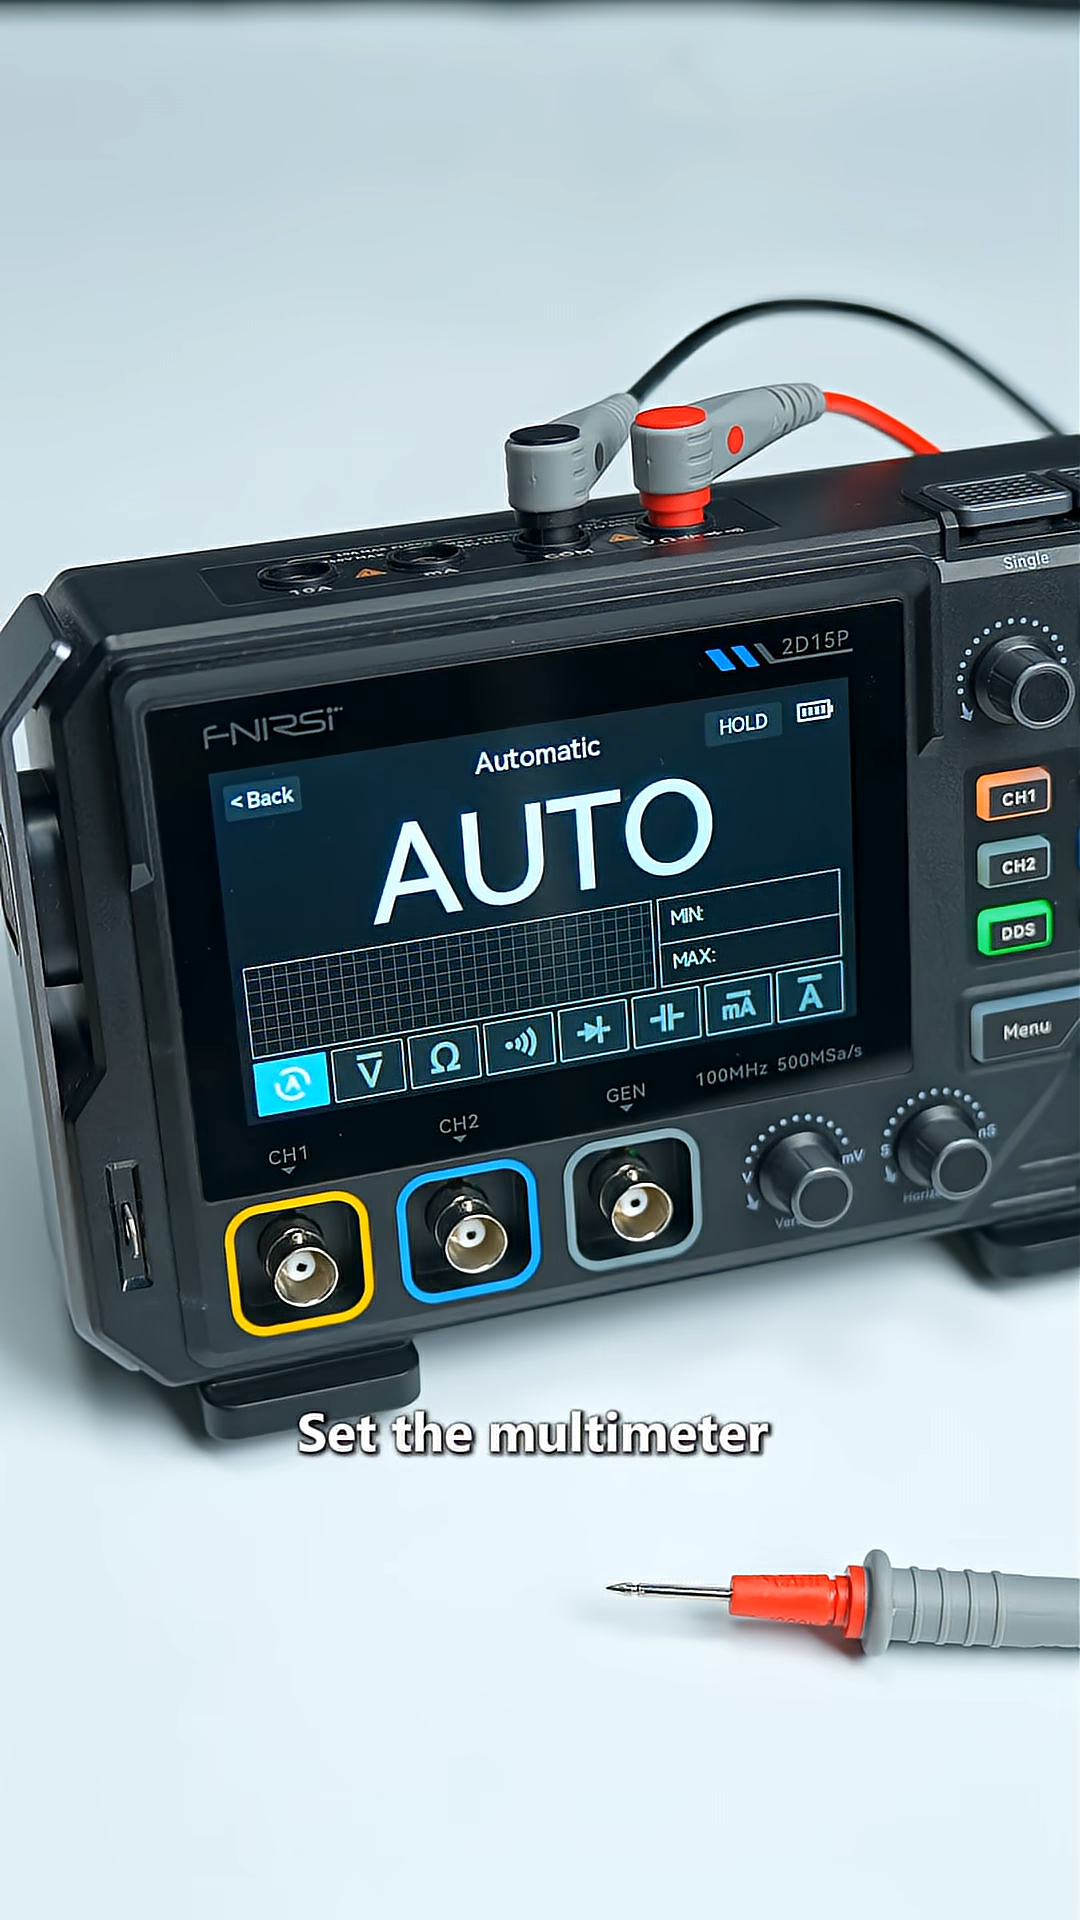 10A
mA
COM
Single
2D15P
FNIRSI
HOLD
Automatic
< Back
AUTO
MIN:
MAX:
A
V
Ω
mA
A
CH1
CH2
DDS
Menu
100MHz 500MSa/s
GEN
CH2
CH1
V
mV
S
nS
Set the multimeter